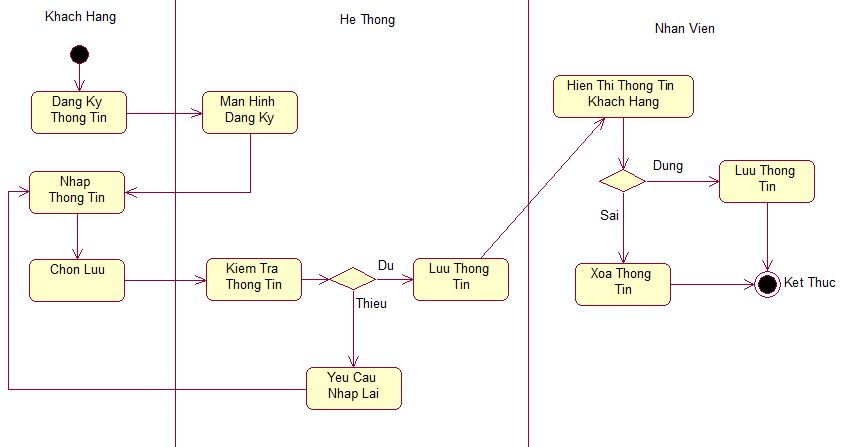 Khach Hang
He Thong
Nhan Vien
Dang Ky
Thong Tin
Man Hinh
Dang Ky
Hien Thi Thong Tin
Khach Hang
Nhap
Thong Tin
Dung
Luu Thong
Tin
Sai
Chon Luu
Kiem Tra
Thong Tin
Du
Thieu
Luu Thong
Tin
Xoa Thong
Tin
Ket Thuc
Yeu Cau
Nhap Lai